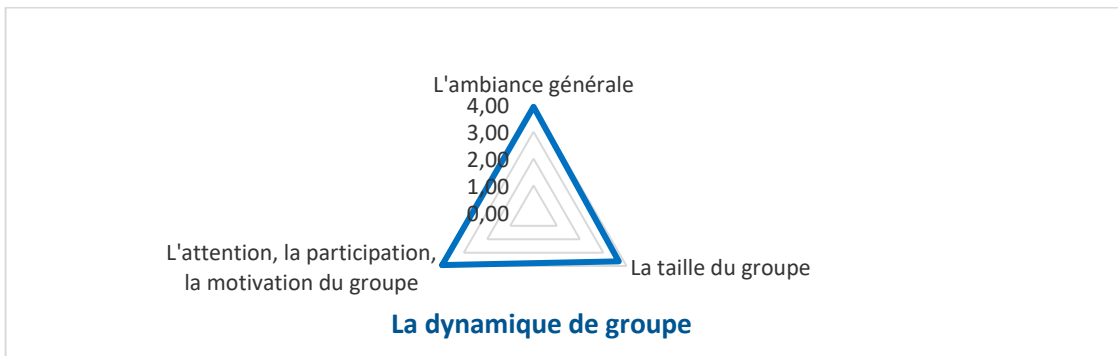 L'ambiance générale
4,00
3,00
2,00
1,00
0,00
L'attention, la participation,
la motivation du groupe
La taille du groupe
La dynamique de groupe